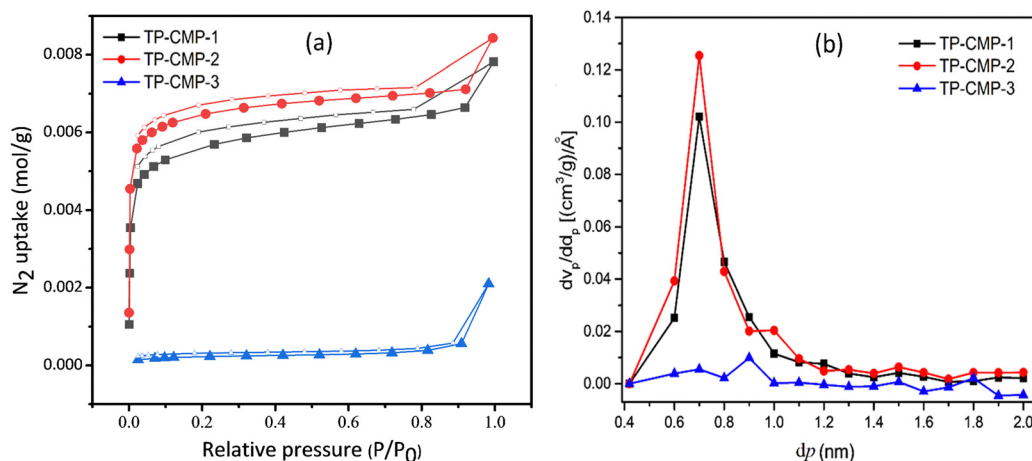 (a)
TP-CMP-1
TP-CMP-2
TP-CMP-3
N2 uptake (mol/g)
0.008
0.006
0.004
0.002
0.000
0.0 0.2 0.4 0.6 0.8 1.0
Relative pressure (P/P0)
(b)
TP-CMP-1
TP-CMP-2
TP-CMP-3
dvp/ddp [(cm3/g)/Å]
0.14
0.12
0.10
0.08
0.06
0.04
0.02
0.00
0.4 0.6 0.8 1.0 1.2 1.4 1.6 1.8 2.0
dp (nm)